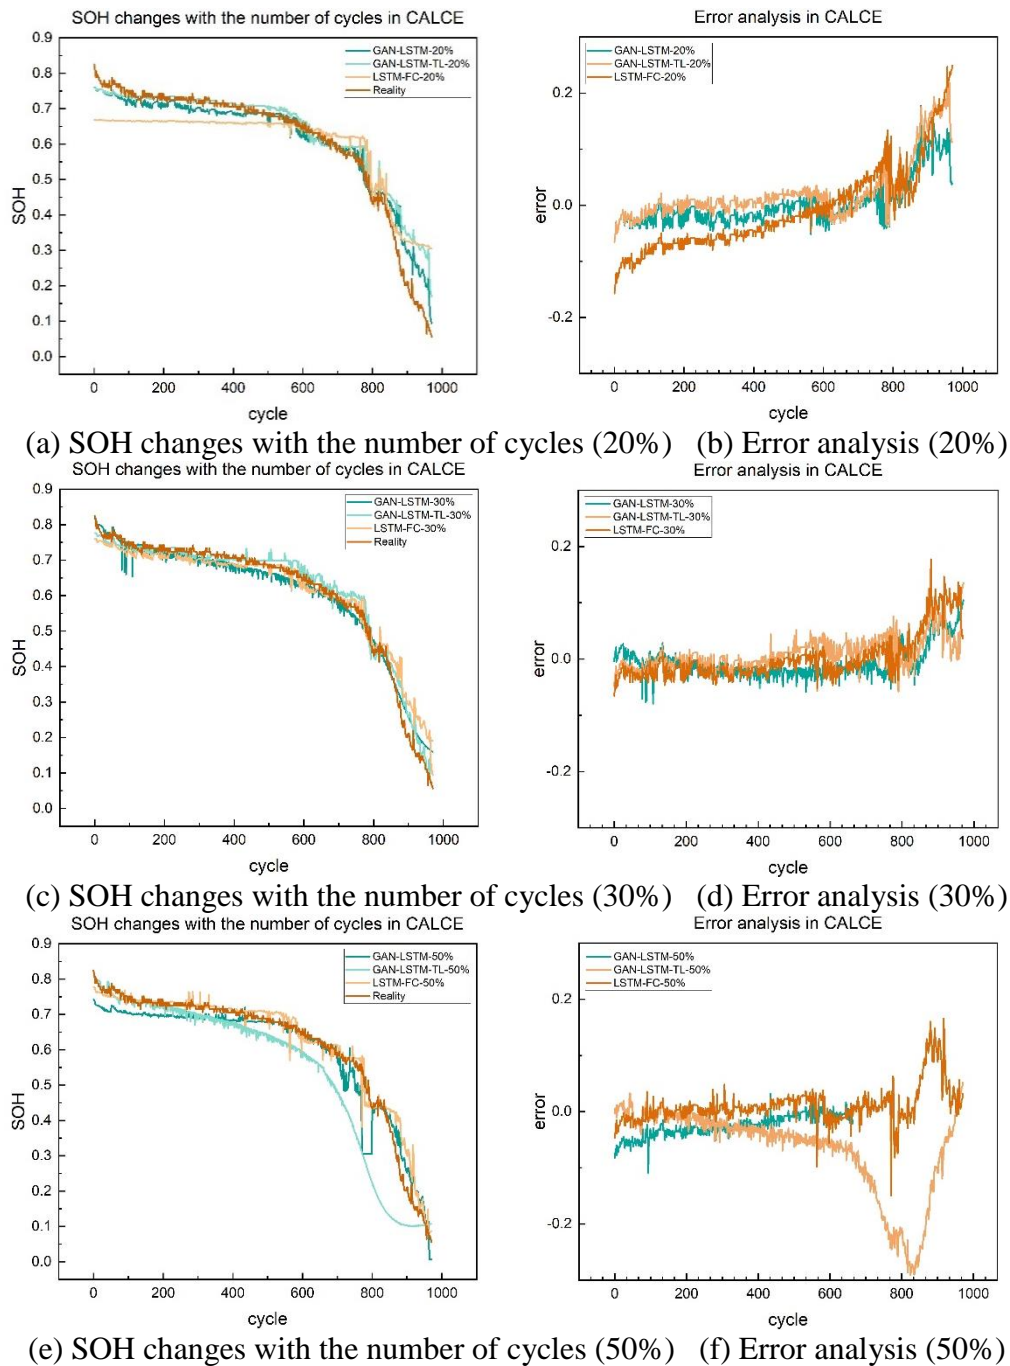 SOH changes with the number of cycles in CALCE
0.9
0.8
0.7
0.6
0.5
0.4
0.3
0.2
0.1
0.0
SOH
GAN-LSTM-20%
GAN-LSTM-TL-20%
LSTM-FC-20%
Reality
0 200 400 600 800 1000
cycle
Error analysis in CALCE
0.2
0.0
-0.2
error
GAN-LSTM-20%
GAN-LSTM-TL-20%
LSTM-FC-20%
0 200 400 600 800 1000
cycle
(a) SOH changes with the number of cycles (20%) (b) Error analysis (20%)
SOH changes with the number of cycles in CALCE
0.9
0.8
0.7
0.6
0.5
0.4
0.3
0.2
0.1
0.0
SOH
GAN-LSTM-30%
GAN-LSTM-TL-30%
LSTM-FC-30%
Reality
0 200 400 600 800 1000
cycle
Error analysis in CALCE
0.2
0.0
-0.2
error
GAN-LSTM-30%
GAN-LSTM-TL-30%
LSTM-FC-30%
0 200 400 600 800 1000
cycle
(c) SOH changes with the number of cycles (30%) (d) Error analysis (30%)
SOH changes with the number of cycles in CALCE
0.9
0.8
0.7
0.6
0.5
0.4
0.3
0.2
0.1
0.0
SOH
GAN-LSTM-50%
GAN-LSTM-TL-50%
LSTM-FC-50%
Reality
0 200 400 600 800 1000
cycle
Error analysis in CALCE
0.2
0.0
-0.2
error
GAN-LSTM-50%
GAN-LSTM-TL-50%
LSTM-FC-50%
0 200 400 600 800 1000
cycle
(e) SOH changes with the number of cycles (50%) (f) Error analysis (50%)